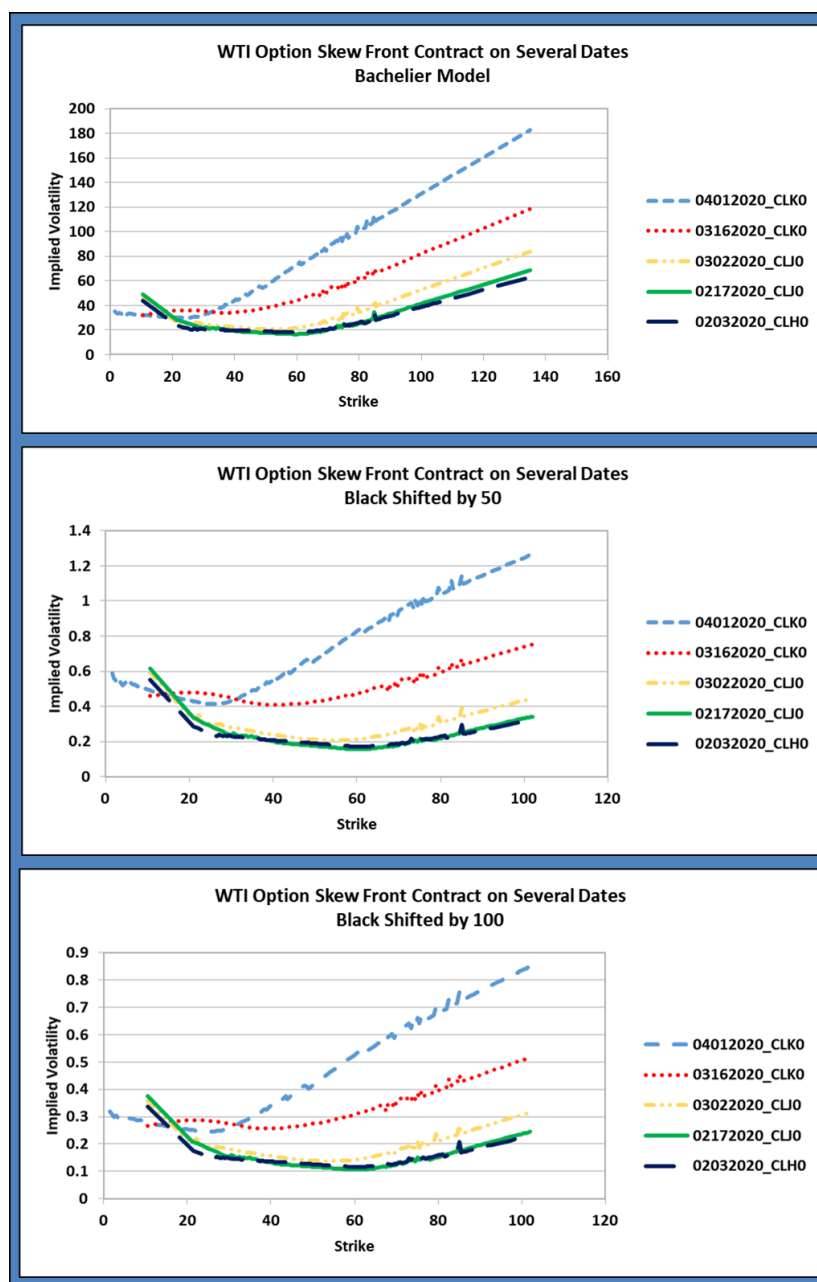 WTI Option Skew Front Contract on Several Dates
Bachelier Model
Implied Volatility
200
180
160
140
120
100
80
60
40
20
0
0 20 40 60 80 100 120 140 160
Strike
04012020_CLK0
03162020_CLK0
03022020_CLJ0
02172020_CLJ0
02032020_CLH0
WTI Option Skew Front Contract on Several Dates
Black Shifted by 50
Implied Volatility
1.4
1.2
1
0.8
0.6
0.4
0.2
0
0 20 40 60 80 100 120
Strike
04012020_CLK0
03162020_CLK0
03022020_CLJ0
02172020_CLJ0
02032020_CLH0
WTI Option Skew Front Contract on Several Dates
Black Shifted by 100
Implied Volatility
0.9
0.8
0.7
0.6
0.5
0.4
0.3
0.2
0.1
0
0 20 40 60 80 100 120
Strike
04012020_CLK0
03162020_CLK0
03022020_CLJ0
02172020_CLJ0
02032020_CLH0